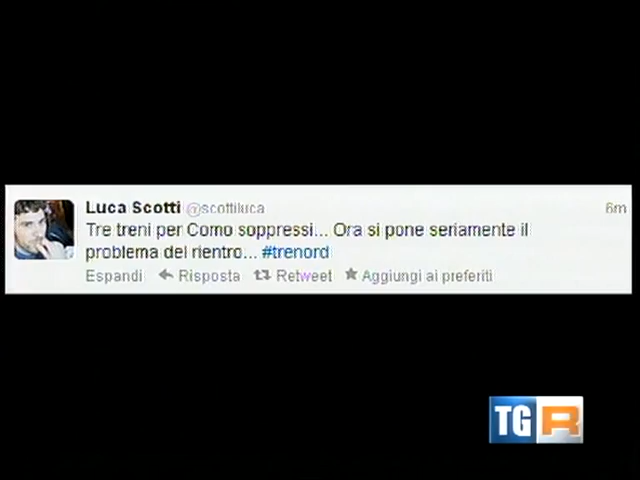 Luca Scotti @scottiluca 6m
Tre treni per Como soppressi... Ora si pone seriamente il
problema del rientro... #trenord
Espandi Risposta Retweet Aggiungi ai preferiti
TGR